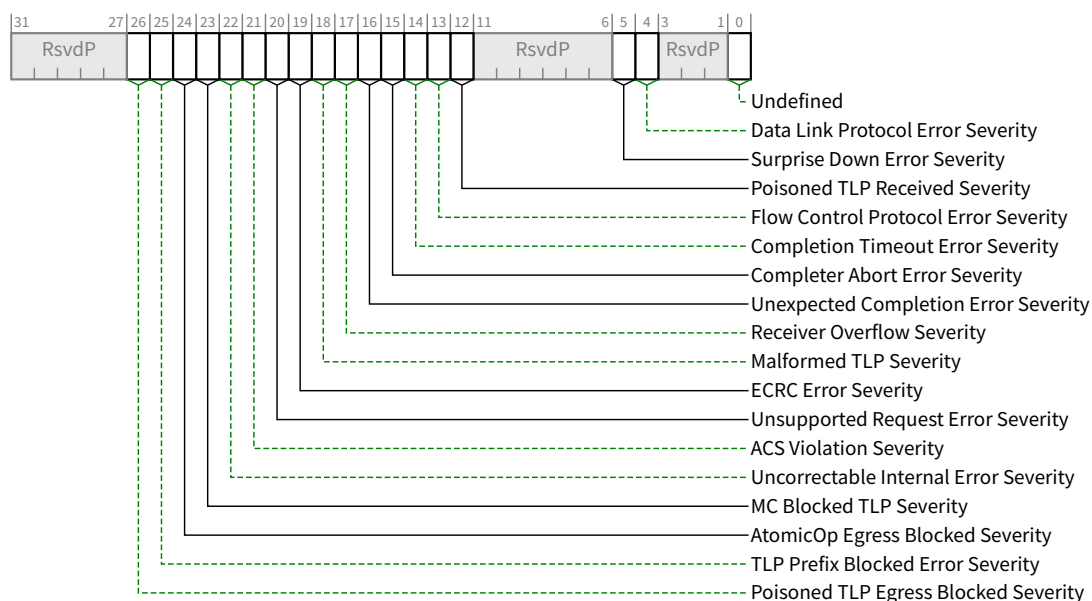 31 27 26 25 24 23 22 21 20 19 18 17 16 15 14 13 12 11 6 5 4 3 1 0
RsvdP RsvdP RsvdP
Undefined
Data Link Protocol Error Severity
Surprise Down Error Severity
Poisoned TLP Received Severity
Flow Control Protocol Error Severity
Completion Timeout Error Severity
Completer Abort Error Severity
Unexpected Completion Error Severity
Receiver Overflow Severity
Malformed TLP Severity
ECRC Error Severity
Unsupported Request Error Severity
ACS Violation Severity
Uncorrectable Internal Error Severity
MC Blocked TLP Severity
AtomicOp Egress Blocked Severity
TLP Prefix Blocked Error Severity
Poisoned TLP Egress Blocked Severity